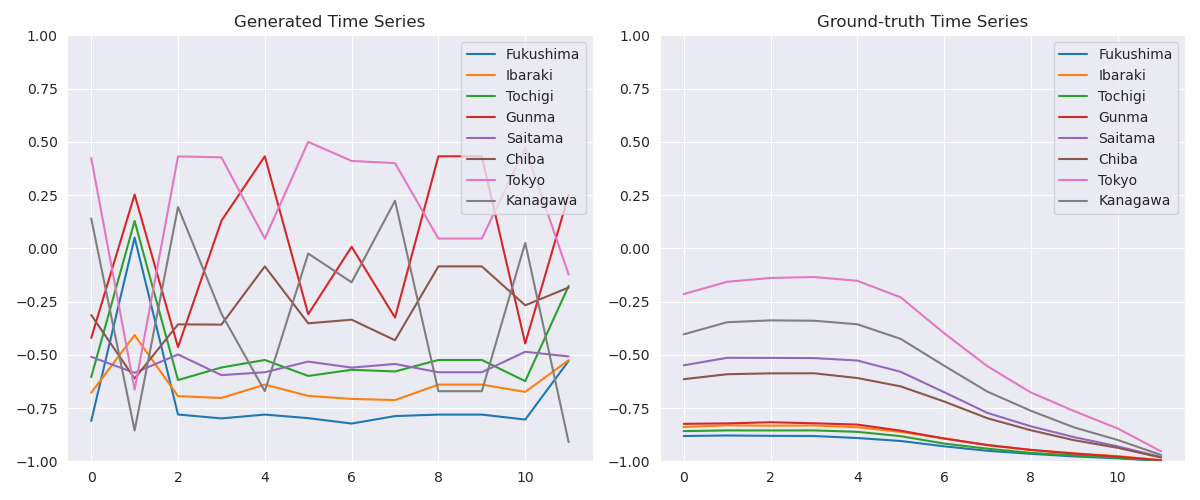 Generated Time Series
1.00
0.75
0.50
0.25
0.00
−0.25
−0.50
−0.75
−1.00
0 2 4 6 8 10
Fukushima
Ibaraki
Tochigi
Gunma
Saitama
Chiba
Tokyo
Kanagawa
Ground-truth Time Series
1.00
0.75
0.50
0.25
0.00
−0.25
−0.50
−0.75
−1.00
0 2 4 6 8 10
Fukushima
Ibaraki
Tochigi
Gunma
Saitama
Chiba
Tokyo
Kanagawa